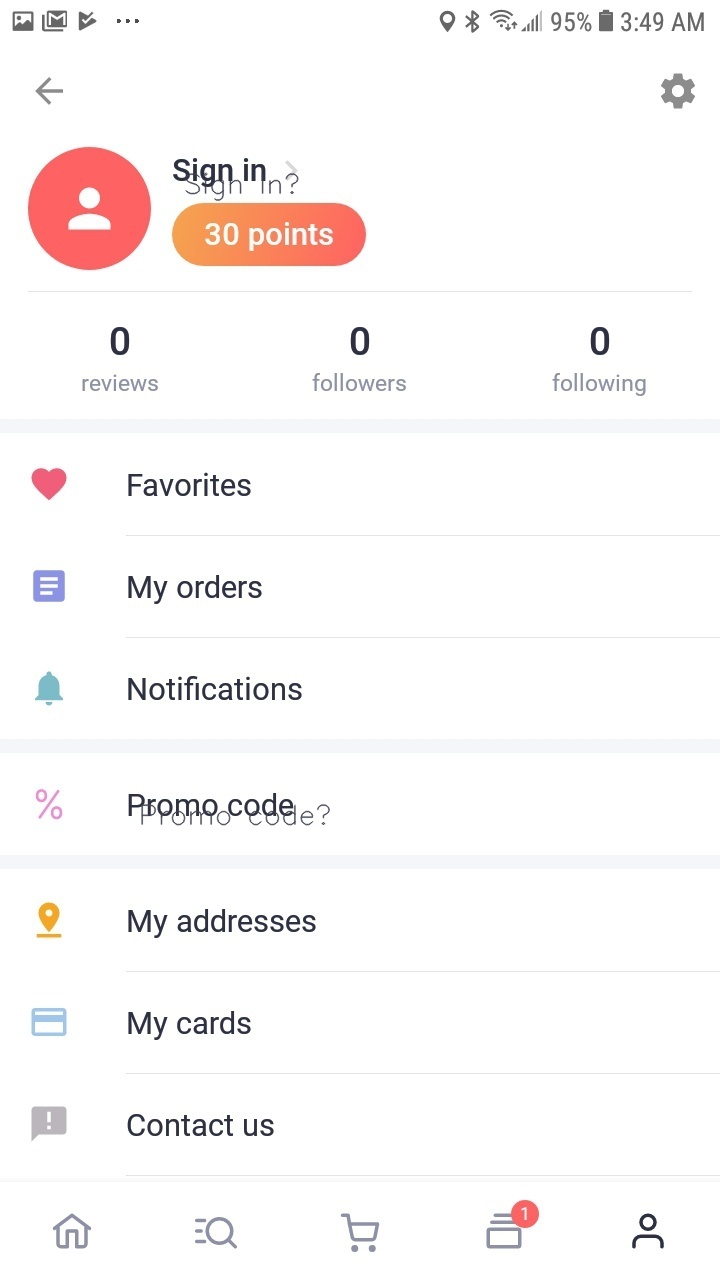 95% 3:49 AM
Sign in
Sign in?
30 points
0 0 0
reviews followers following
Favorites
My orders
Notifications
Promo code
Promo code?
My addresses
My cards
Contact us
1